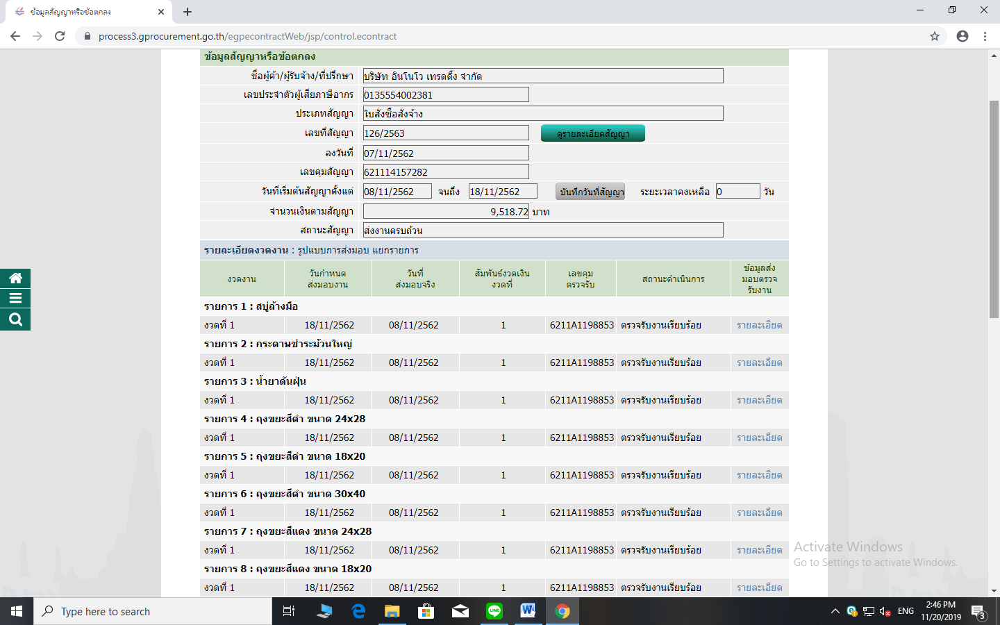 ข้อมูลสัญญาหรือข้อตกลง
process3.gprocurement.go.th/egpecontractWeb/jsp/control.econtract
ข้อมูลสัญญาหรือข้อตกลง
ชื่อผู้ค้า/ผู้รับจ้าง/ที่ปรึกษา บริษัท อินโนโว เทรดดิ้ง จำกัด
เลขประจำตัวผู้เสียภาษีอากร 0135554002381
ประเภทสัญญา ใบสั่งซื้อสั่งจ้าง
เลขที่สัญญา 126/2563 ดูรายละเอียดสัญญา
ลงวันที่ 07/11/2562
เลขคุมสัญญา 621114157282
วันที่เริ่มต้นสัญญาตั้งแต่ 08/11/2562 จนถึง 18/11/2562 บันทึกวันที่สัญญา ระยะเวลาคงเหลือ 0 วัน
จำนวนเงินตามสัญญา 9,518.72 บาท
สถานะสัญญา ส่งงานครบถ้วน
รายละเอียดงวดงาน : รูปแบบการส่งมอบ แยกรายการ
งวดงาน วันกำหนดส่งมอบงาน วันที่ส่งมอบจริง สัมพันธ์งวดเงินงวดที่ เลขคุมตรวจรับ สถานะดำเนินการ ข้อมูลส่งมอบตรวจรับงาน
รายการ 1 : สบู่ล้างมือ
งวดที่ 1 18/11/2562 08/11/2562 1 6211A1198853 ตรวจรับงานเรียบร้อย รายละเอียด
รายการ 2 : กระดาษชำระม้วนใหญ่
งวดที่ 1 18/11/2562 08/11/2562 1 6211A1198853 ตรวจรับงานเรียบร้อย รายละเอียด
รายการ 3 : น้ำยาดันฝุ่น
งวดที่ 1 18/11/2562 08/11/2562 1 6211A1198853 ตรวจรับงานเรียบร้อย รายละเอียด
รายการ 4 : ถุงขยะสีดำ ขนาด 24x28
งวดที่ 1 18/11/2562 08/11/2562 1 6211A1198853 ตรวจรับงานเรียบร้อย รายละเอียด
รายการ 5 : ถุงขยะสีดำ ขนาด 18x20
งวดที่ 1 18/11/2562 08/11/2562 1 6211A1198853 ตรวจรับงานเรียบร้อย รายละเอียด
รายการ 6 : ถุงขยะสีดำ ขนาด 30x40
งวดที่ 1 18/11/2562 08/11/2562 1 6211A1198853 ตรวจรับงานเรียบร้อย รายละเอียด
รายการ 7 : ถุงขยะสีแดง ขนาด 24x28
งวดที่ 1 18/11/2562 08/11/2562 1 6211A1198853 ตรวจรับงานเรียบร้อย รายละเอียด
รายการ 8 : ถุงขยะสีแดง ขนาด 18x20
งวดที่ 1 18/11/2562 08/11/2562 1 6211A1198853 ตรวจรับงานเรียบร้อย รายละเอียด
Activate Windows
Go to Settings to activate Windows.
Type here to search
LINE
ENG
2:46 PM
11/20/2019
3